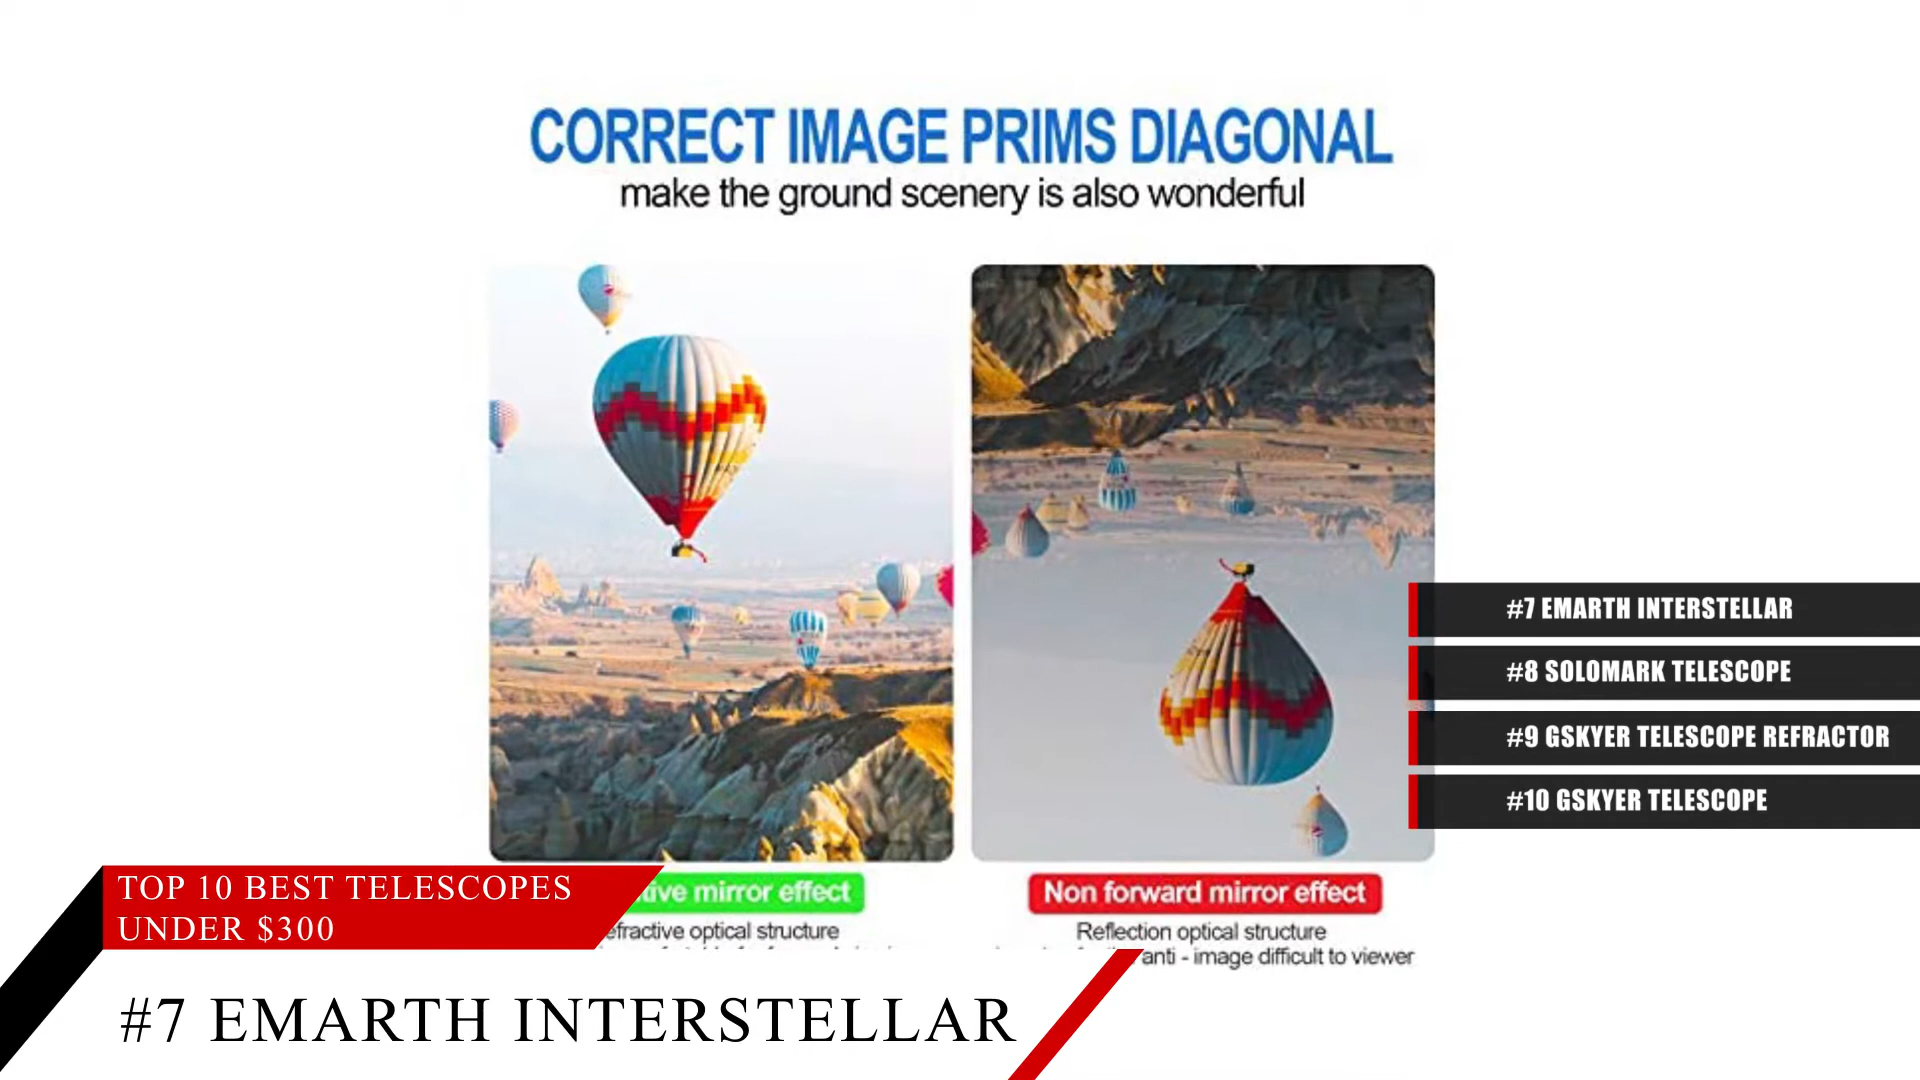 CORRECT IMAGE PRIMS DIAGONAL
make the ground scenery is also wonderful
#7 EMARTH INTERSTELLAR
#8 SOLOMARK TELESCOPE
#9 GSKYER TELESCOPE REFRACTOR
#10 GSKYER TELESCOPE
mirror effect
optical structure
Non forward mirror effect
Reflection optical structure
anti - image difficult to viewer
TOP 10 BEST TELESCOPES
UNDER $300
#7 EMARTH INTERSTELLAR